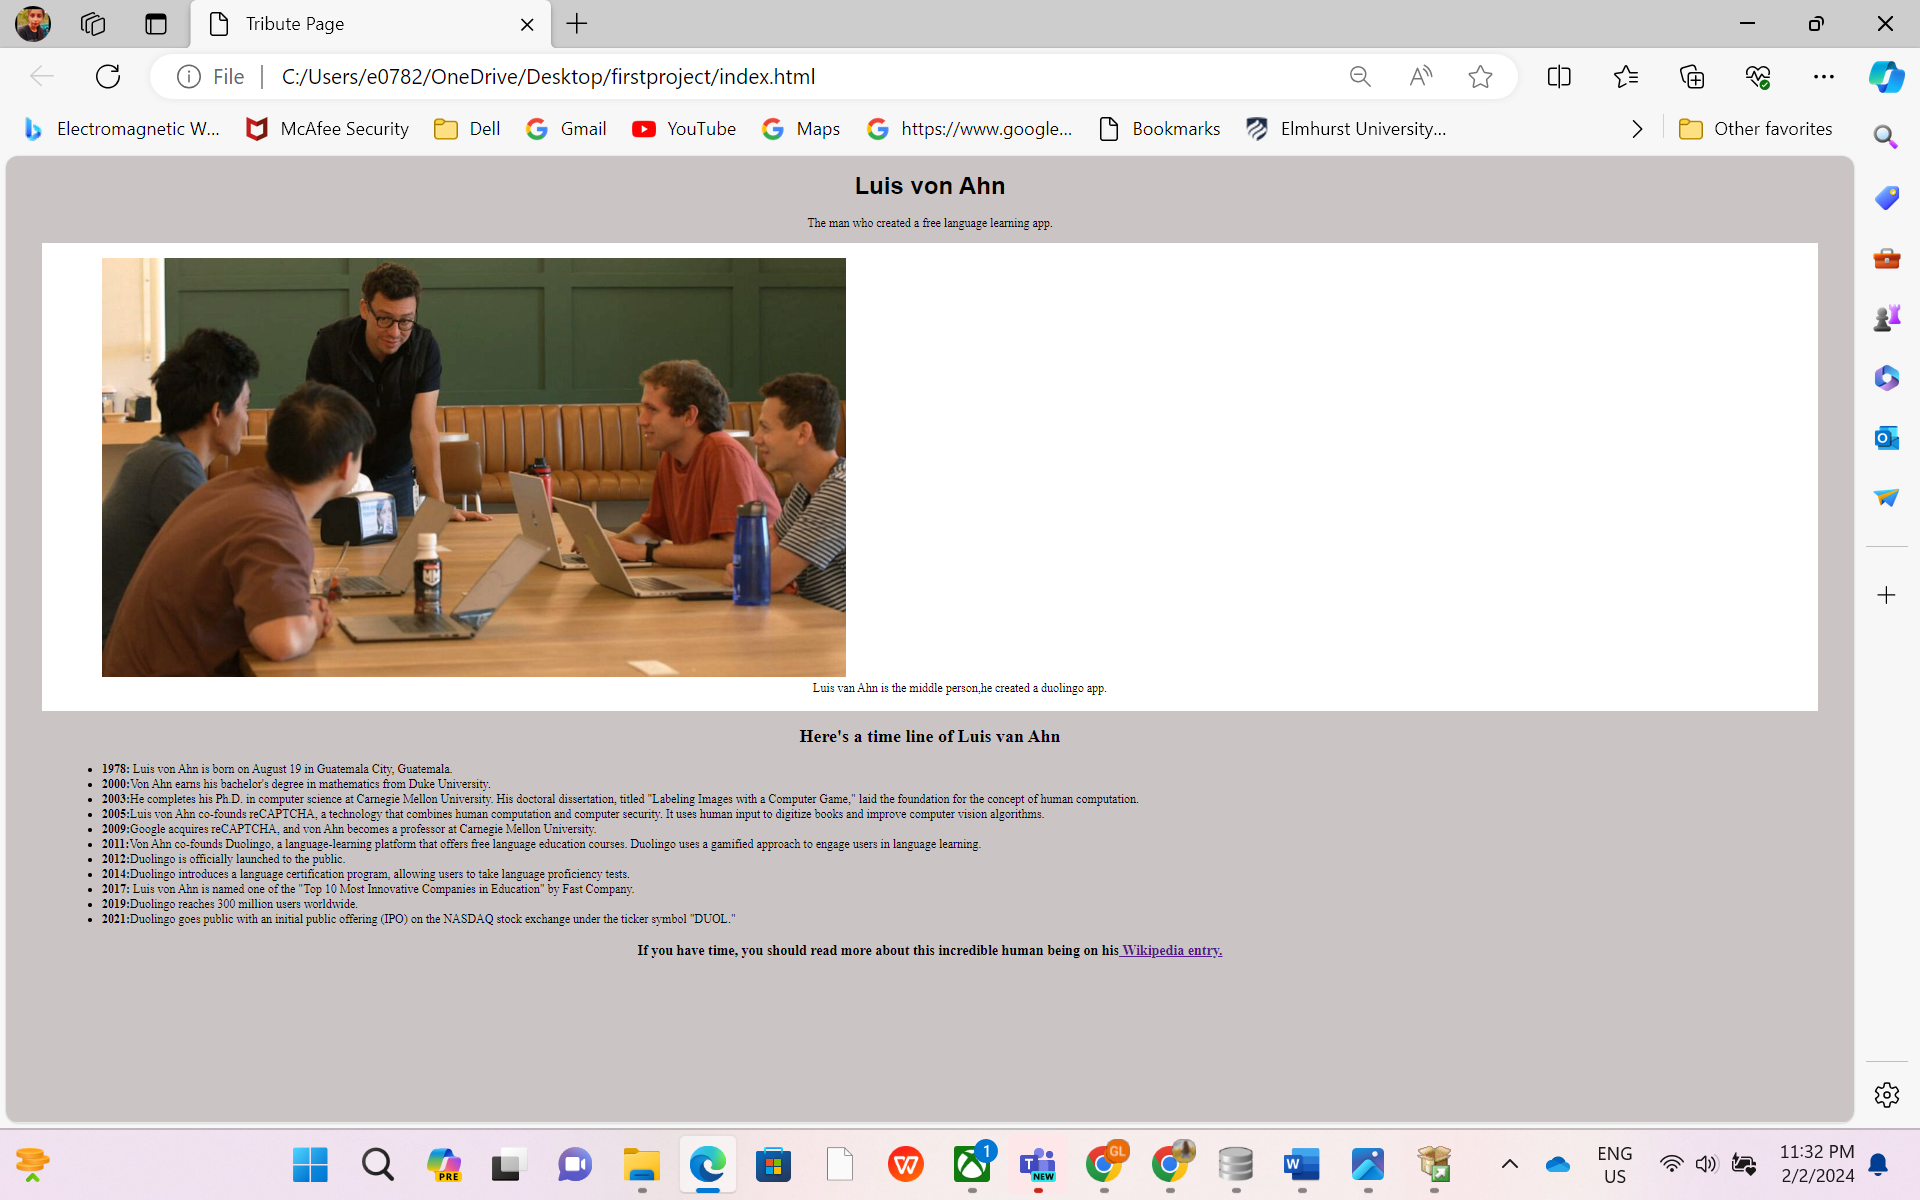 Tribute Page
File
C:/Users/e0782/OneDrive/Desktop/firstproject/index.html
Electromagnetic W... McAfee Security Dell Gmail YouTube Maps https://www.google... Bookmarks Elmhurst University... Other favorites
Luis von Ahn
The man who created a free language learning app.
Luis van Ahn is the middle person,he created a duolingo app.
Here's a time line of Luis van Ahn
1978: Luis von Ahn is born on August 19 in Guatemala City, Guatemala.
2000:Von Ahn earns his bachelor's degree in mathematics from Duke University.
2003:He completes his Ph.D. in computer science at Carnegie Mellon University. His doctoral dissertation, titled "Labeling Images with a Computer Game," laid the foundation for the concept of human computation.
2005:Luis von Ahn co-founds reCAPTCHA, a technology that combines human computation and computer security. It uses human input to digitize books and improve computer vision algorithms.
2009:Google acquires reCAPTCHA, and von Ahn becomes a professor at Carnegie Mellon University.
2011:Von Ahn co-founds Duolingo, a language-learning platform that offers free language education courses. Duolingo uses a gamified approach to engage users in language learning.
2012:Duolingo is officially launched to the public.
2014:Duolingo introduces a language certification program, allowing users to take language proficiency tests.
2017: Luis von Ahn is named one of the "Top 10 Most Innovative Companies in Education" by Fast Company.
2019:Duolingo reaches 300 million users worldwide.
2021:Duolingo goes public with an initial public offering (IPO) on the NASDAQ stock exchange under the ticker symbol "DUOL."
If you have time, you should read more about this incredible human being on his Wikipedia entry.
PRE
1
NEW
GL
ENG
US
11:32 PM
2/2/2024